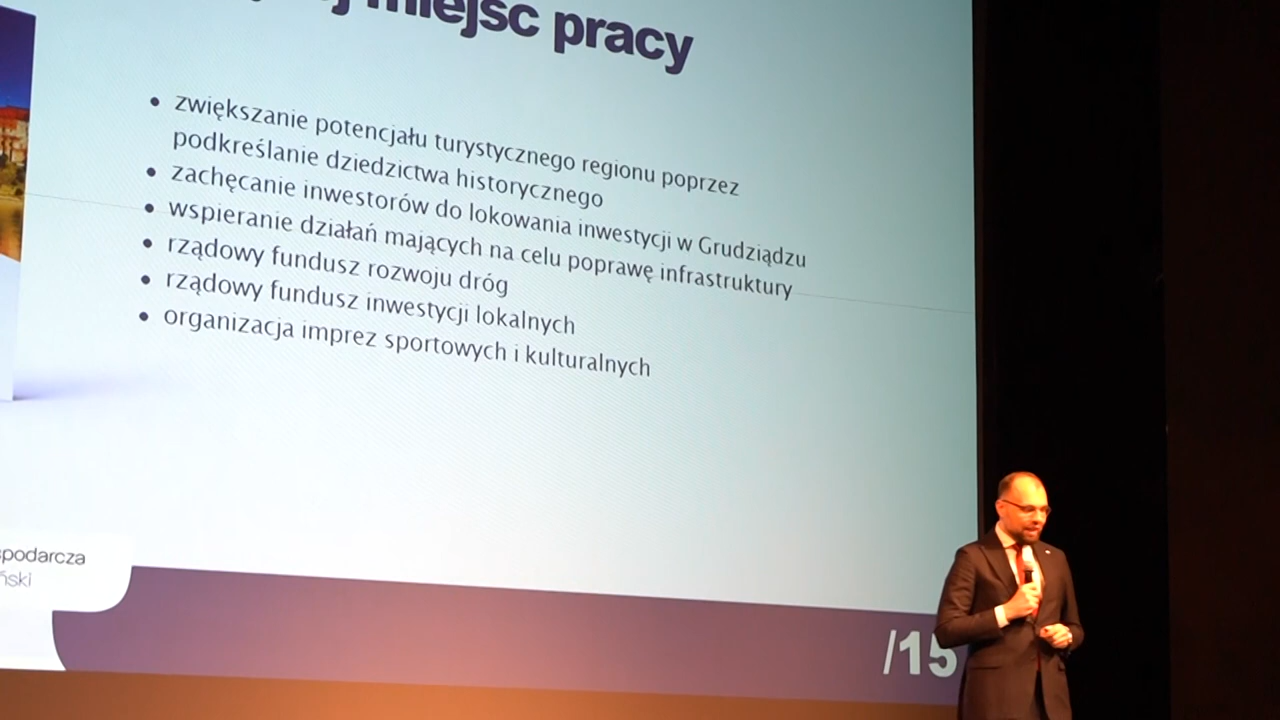 miejsc pracy
• zwiększanie potencjału turystycznego regionu poprzez
podkreślanie dziedzictwa historycznego
• zachęcanie inwestorów do lokowania inwestycji w Grudziądzu
• wspieranie działań mających na celu poprawę infrastruktury
• rządowy fundusz rozwoju dróg
• rządowy fundusz inwestycji lokalnych
• organizacja imprez sportowych i kulturalnych
/15